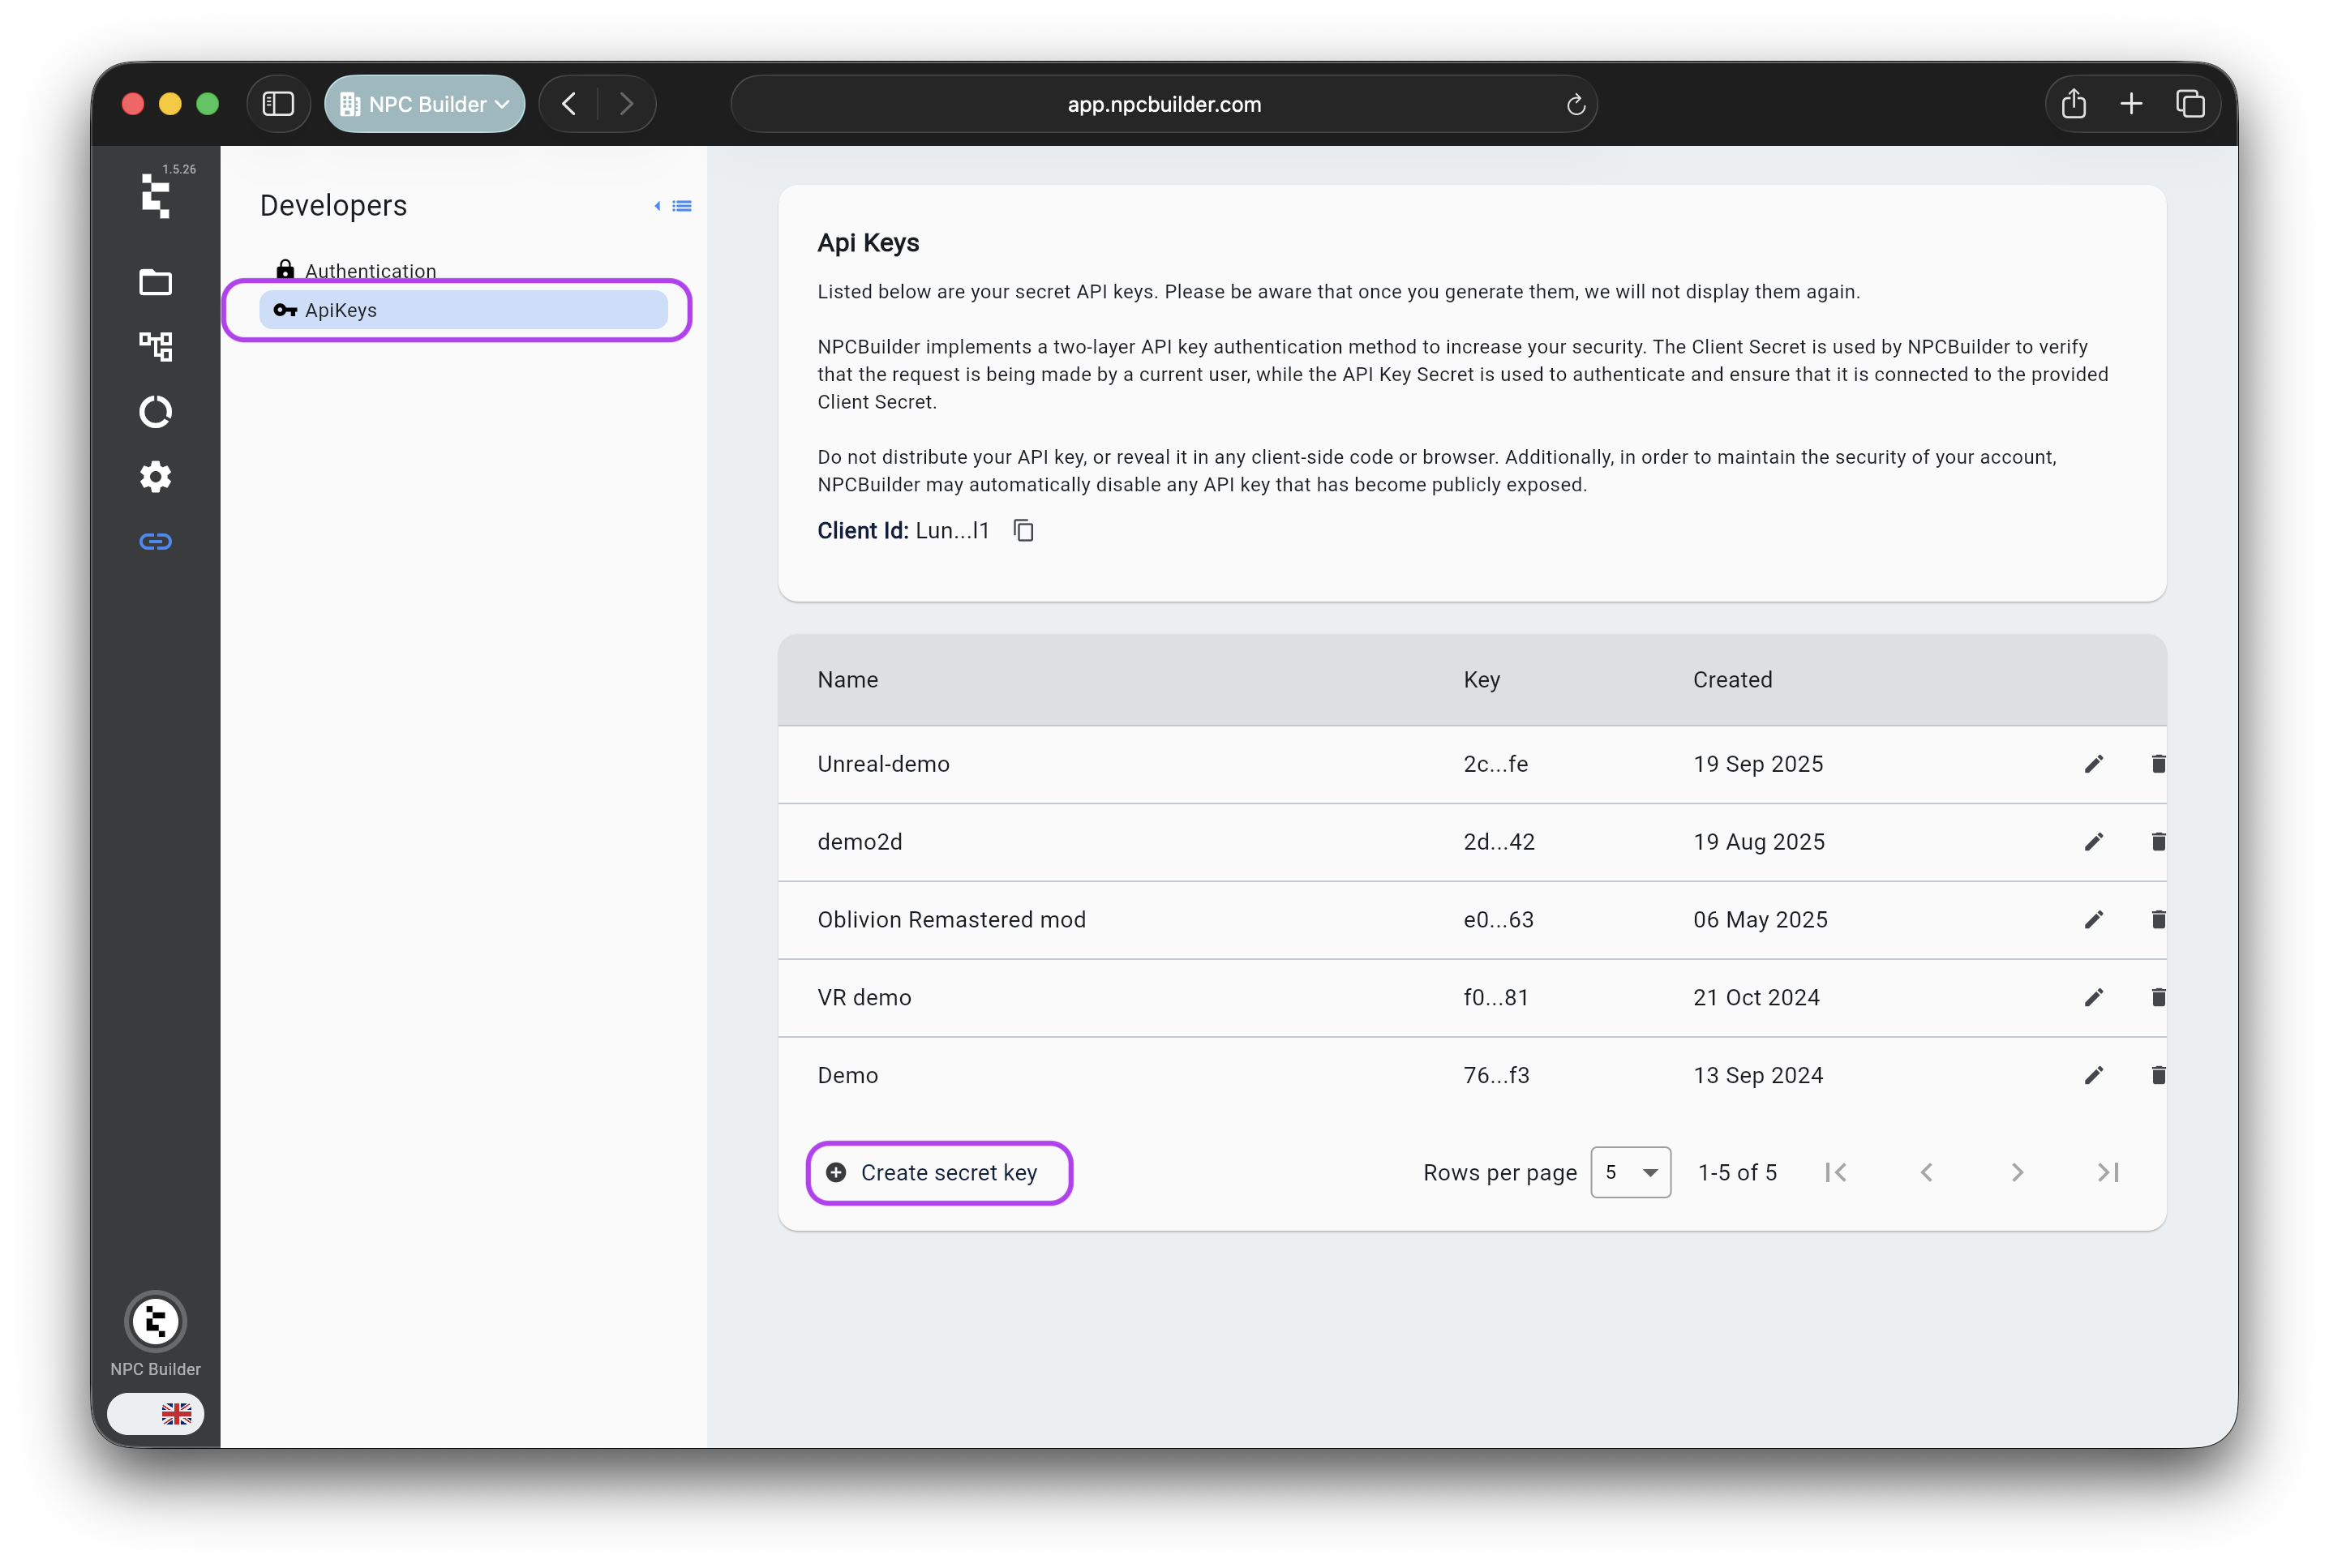 NPC Builder
app.npcbuilder.com
1.5.26
Developers
Authentication
ApiKeys
Api Keys
Listed below are your secret API keys. Please be aware that once you generate them, we will not display them again.
NPCBuilder implements a two-layer API key authentication method to increase your security. The Client Secret is used by NPCBuilder to verify
that the request is being made by a current user, while the API Key Secret is used to authenticate and ensure that it is connected to the provided
Client Secret.
Do not distribute your API key, or reveal it in any client-side code or browser. Additionally, in order to maintain the security of your account,
NPCBuilder may automatically disable any API key that has become publicly exposed.
Client Id: Lun...l1
Name Key Created
Unreal-demo 2c...fe 19 Sep 2025
demo2d 2d...42 19 Aug 2025
Oblivion Remastered mod e0...63 06 May 2025
VR demo f0...81 21 Oct 2024
Demo 76...f3 13 Sep 2024
Create secret key Rows per page 5 1-5 of 5
NPC Builder